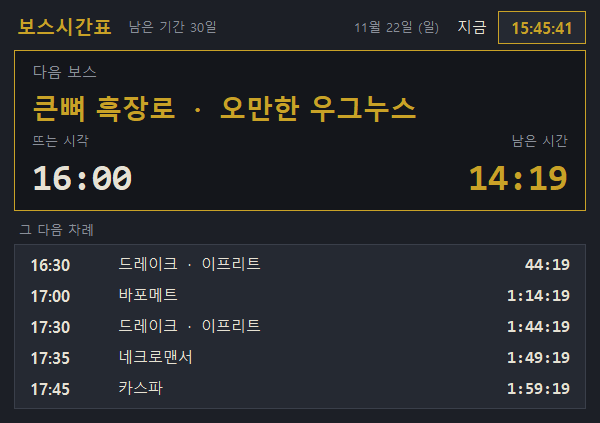 보스시간표 남은 기간 30일 11월 22일 (일) 지금 15:45:41
다음 보스
큰뼈 흑장로 · 오만한 우그누스
뜨는 시각 남은 시간
16:00 14:19
그 다음 차례
16:30 드레이크 · 이프리트 44:19
17:00 바포메트 1:14:19
17:30 드레이크 · 이프리트 1:44:19
17:35 네크로맨서 1:49:19
17:45 카스파 1:59:19